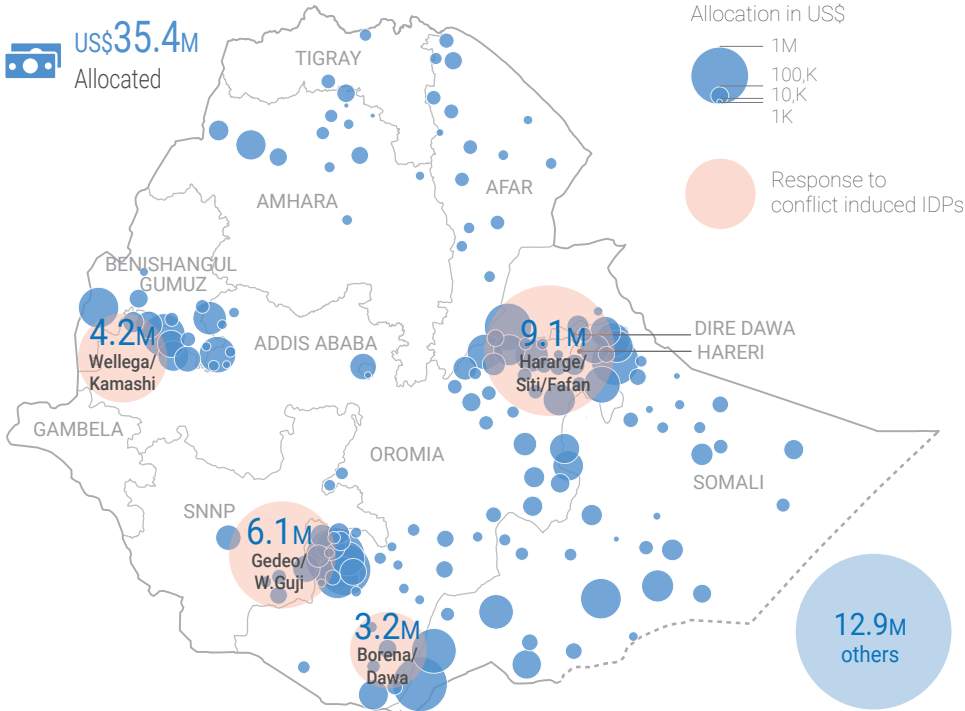 US$35.4M
Allocated
Allocation in US$
1M
100,K
10,K
1K
Response to
conflict induced IDPs
TIGRAY
AMHARA
AFAR
BENISHANGUL
GUMUZ
4.2M
Wellega/
Kamashi
ADDIS ABABA
9.1M
Hararge/
Siti/Fafan
DIRE DAWA
HARERI
GAMBELA
OROMIA
SOMALI
SNNP
6.1M
Gedeo/
W.Guji
3.2M
Borena/
Dawa
12.9M
others